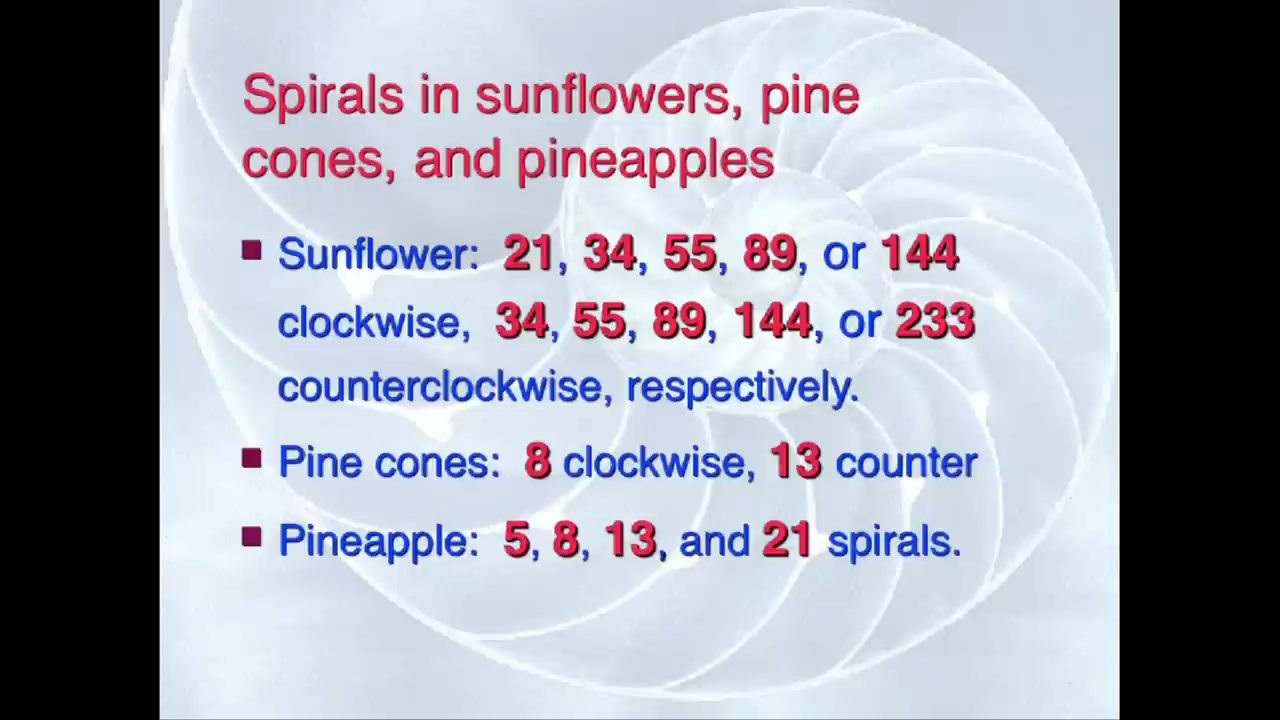 Spirals in sunflowers, pine
cones, and pineapples
Sunflower: 21, 34, 55, 89, or 144
clockwise, 34, 55, 89, 144, or 233
counterclockwise, respectively.
Pine cones: 8 clockwise, 13 counter
Pineapple: 5, 8, 13, and 21 spirals.